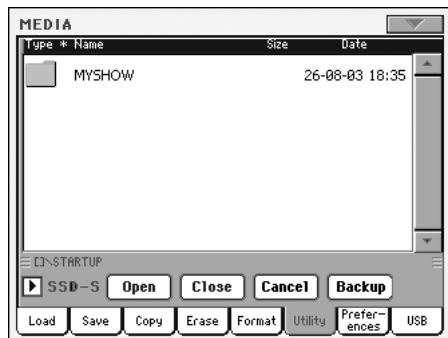 MEDIA
Type * Name Size Date
MYSHOW 26-08-03 18:35
[]\STARTUP
SSD-S Open Close Cancel Backup
Load Save Copy Erase Format Utility Prefer-ences USB